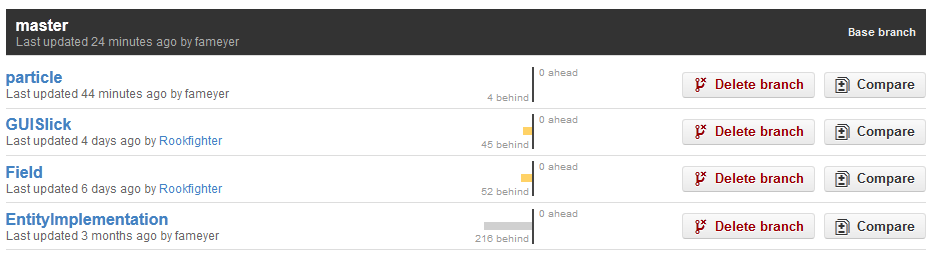 master
Last updated 24 minutes ago by fameyer
Base branch
particle
Last updated 44 minutes ago by fameyer
0 ahead
4 behind
Delete branch
Compare
GUISlick
Last updated 4 days ago by Rookfighter
0 ahead
45 behind
Delete branch
Compare
Field
Last updated 6 days ago by Rookfighter
0 ahead
52 behind
Delete branch
Compare
EntityImplementation
Last updated 3 months ago by fameyer
0 ahead
216 behind
Delete branch
Compare